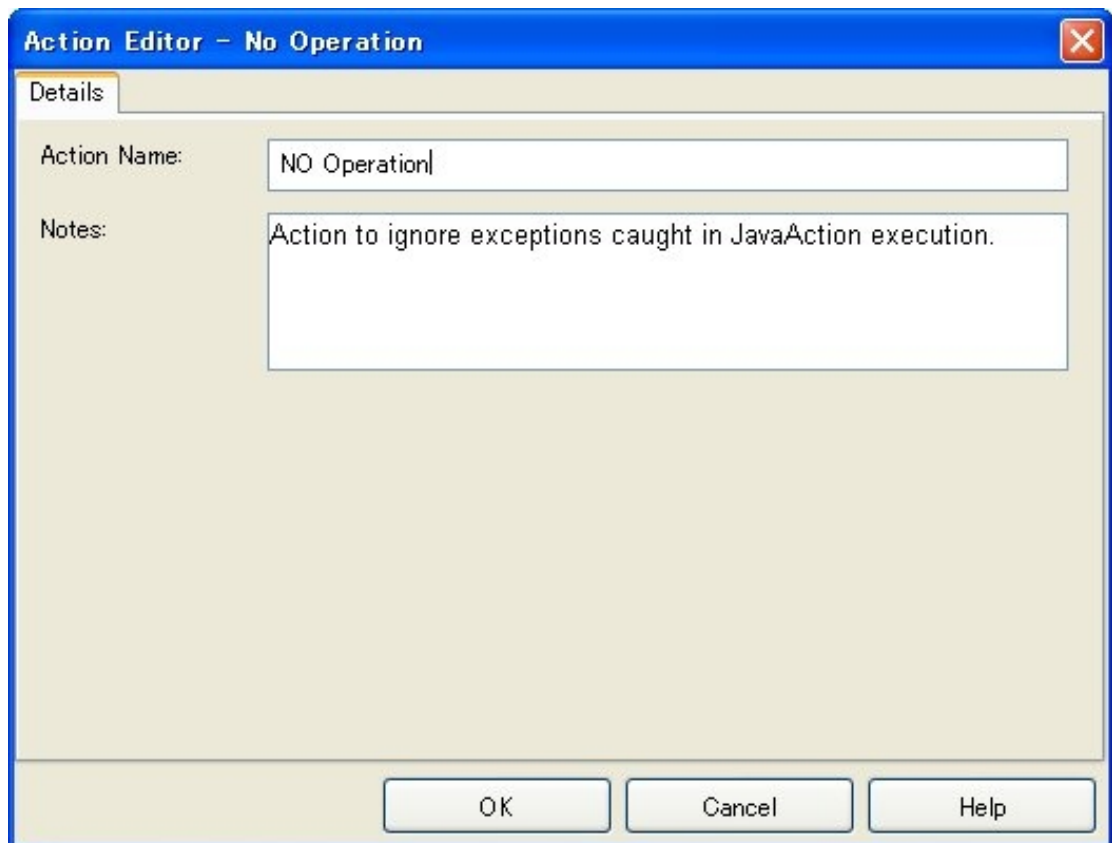 Action Editor - No Operation
Details
Action Name:
NO Operation
Notes:
Action to ignore exceptions caught in JavaAction execution.
OK
Cancel
Help